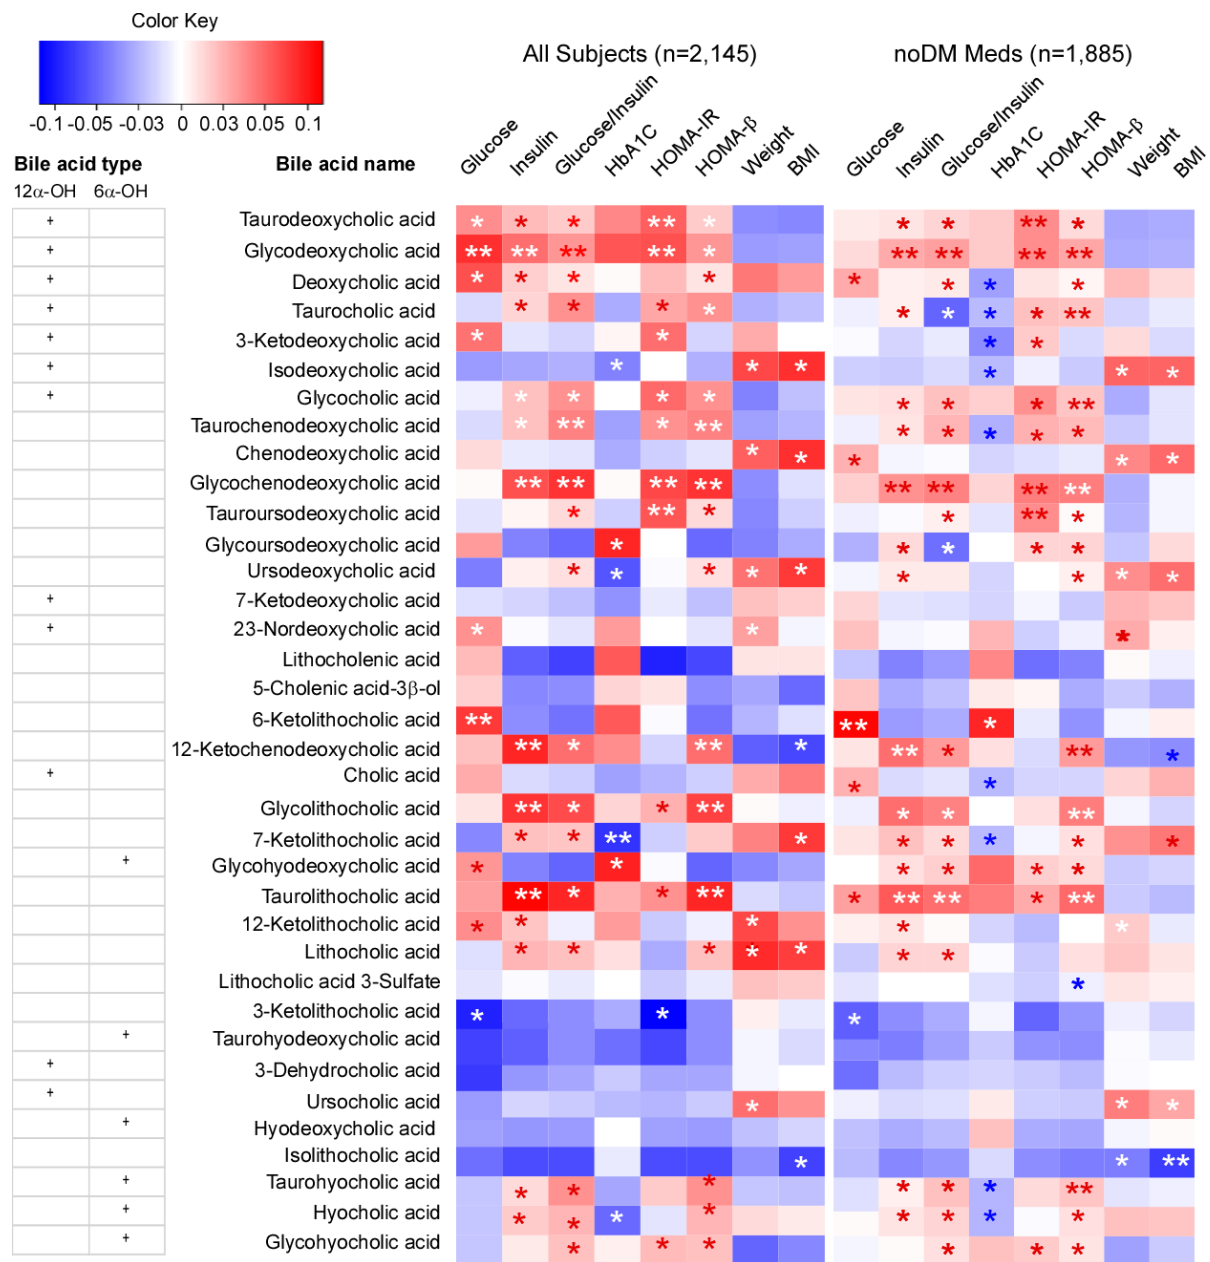 Color Key
-0.1 -0.05 -0.03 0 0.03 0.05 0.1
All Subjects (n=2,145)
noDM Meds (n=1,885)
Glucose Insulin Glucose/Insulin HbA1C HOMA-IR HOMA-β Weight BMI
Glucose Insulin Glucose/Insulin HbA1C HOMA-IR HOMA-β Weight BMI
Bile acid type Bile acid name
12α-OH 6α-OH
+ Taurodeoxycholic acid * * * ** * * * ** *
+ Glycodeoxycholic acid ** ** ** ** * ** ** ** **
+ Deoxycholic acid * * * * * * * *
+ Taurocholic acid * * * * * * * * **
+ 3-Ketodeoxycholic acid * * * *
+ Isodeoxycholic acid * * * * * *
+ Glycocholic acid * * * * * * * **
Taurochenodeoxycholic acid * ** * ** * * * * *
Chenodeoxycholic acid * * * * *
Glycochenodeoxycholic acid ** ** ** ** ** ** ** **
Tauroursodeoxycholic acid * ** * * ** *
Glycoursodeoxycholic acid * * * * *
Ursodeoxycholic acid * * * * * * * * *
+ 7-Ketodeoxycholic acid
+ 23-Nordeoxycholic acid * * *
Lithocholenic acid
5-Cholenic acid-3β-ol
6-Ketolithocholic acid ** ** *
12-Ketochenodeoxycholic acid ** * ** * ** * ** *
+ Cholic acid * *
Glycolithocholic acid ** * * ** * * **
7-Ketolithocholic acid * * ** * * * * * *
+ Glycohyodeoxycholic acid * * * * * *
Taurolithocholic acid ** * * ** * ** ** * **
12-Ketolithocholic acid * * * * *
Lithocholic acid * * * * * * *
Lithocholic acid 3-Sulfate *
3-Ketolithocholic acid * * *
+ Taurohyodeoxycholic acid
+ 3-Dehydrocholic acid
+ Ursocholic acid * * *
+ Hyodeoxycholic acid
Isolithocholic acid * * **
+ Taurohyocholic acid * * * * * * **
+ Hyocholic acid * * * * * * * *
+ Glycohyocholic acid * * * * * *